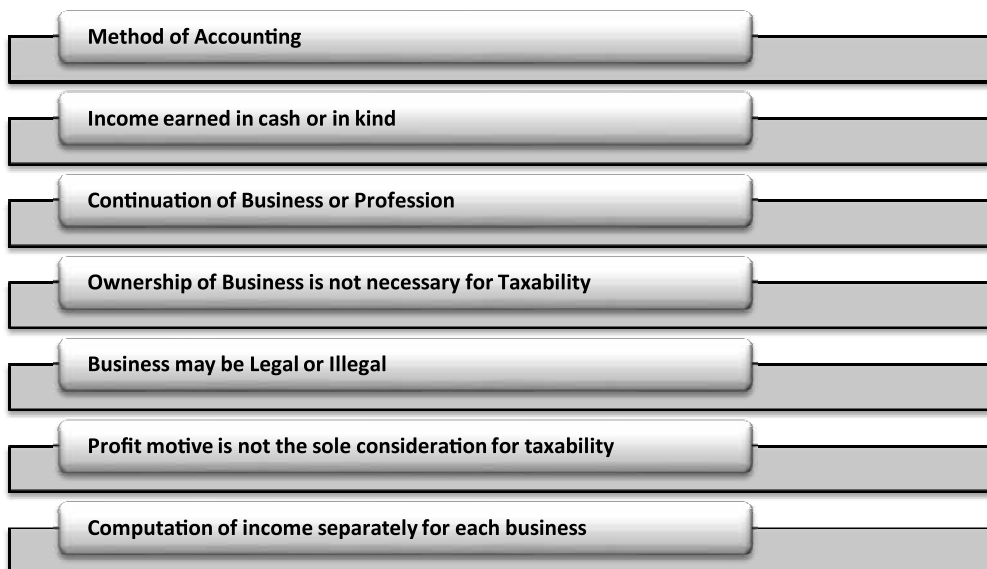 Method of Accounting
Income earned in cash or in kind
Continuation of Business or Profession
Ownership of Business is not necessary for Taxability
Business may be Legal or Illegal
Profit motive is not the sole consideration for taxability
Computation of income separately for each business